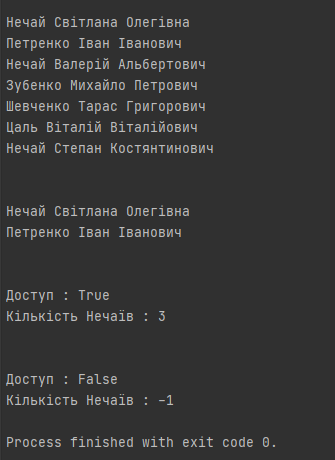 Нечай Світлана Олегівна
Петренко Іван Іванович
Нечай Валерій Альбертович
Зубенко Михайло Петрович
Шевченко Тарас Григорович
Цаль Віталій Віталійович
Нечай Степан Костянтинович
Нечай Світлана Олегівна
Петренко Іван Іванович
Доступ : True
Кількість Нечаїв : 3
Доступ : False
Кількість Нечаїв : -1
Process finished with exit code 0.